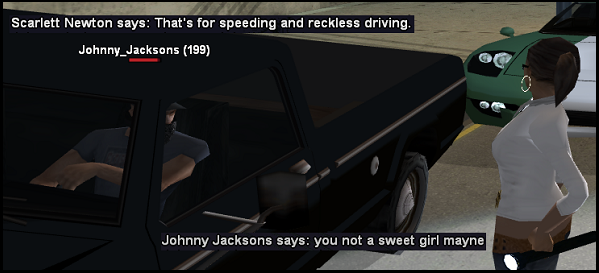 Scarlett Newton says: That's for speeding and reckless driving.
Johnny_Jacksons (199)
Johnny Jacksons says: you not a sweet girl mayne